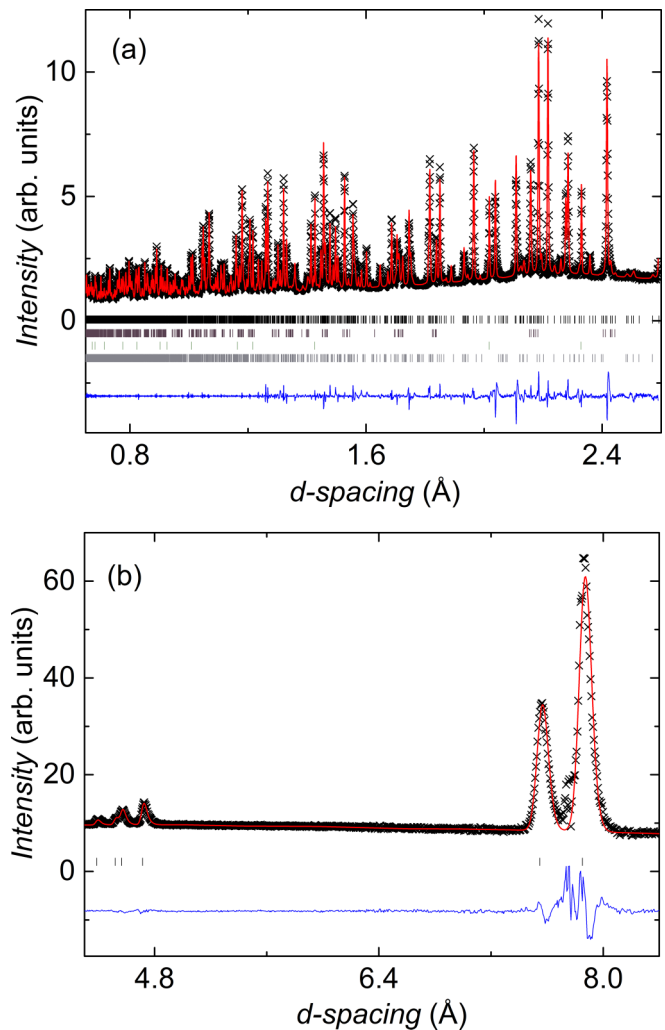 (a)
10
5
0
Intensity (arb. units)
0.8 1.6 2.4
d-spacing (Å)
(b)
60
40
20
0
Intensity (arb. units)
4.8 6.4 8.0
d-spacing (Å)